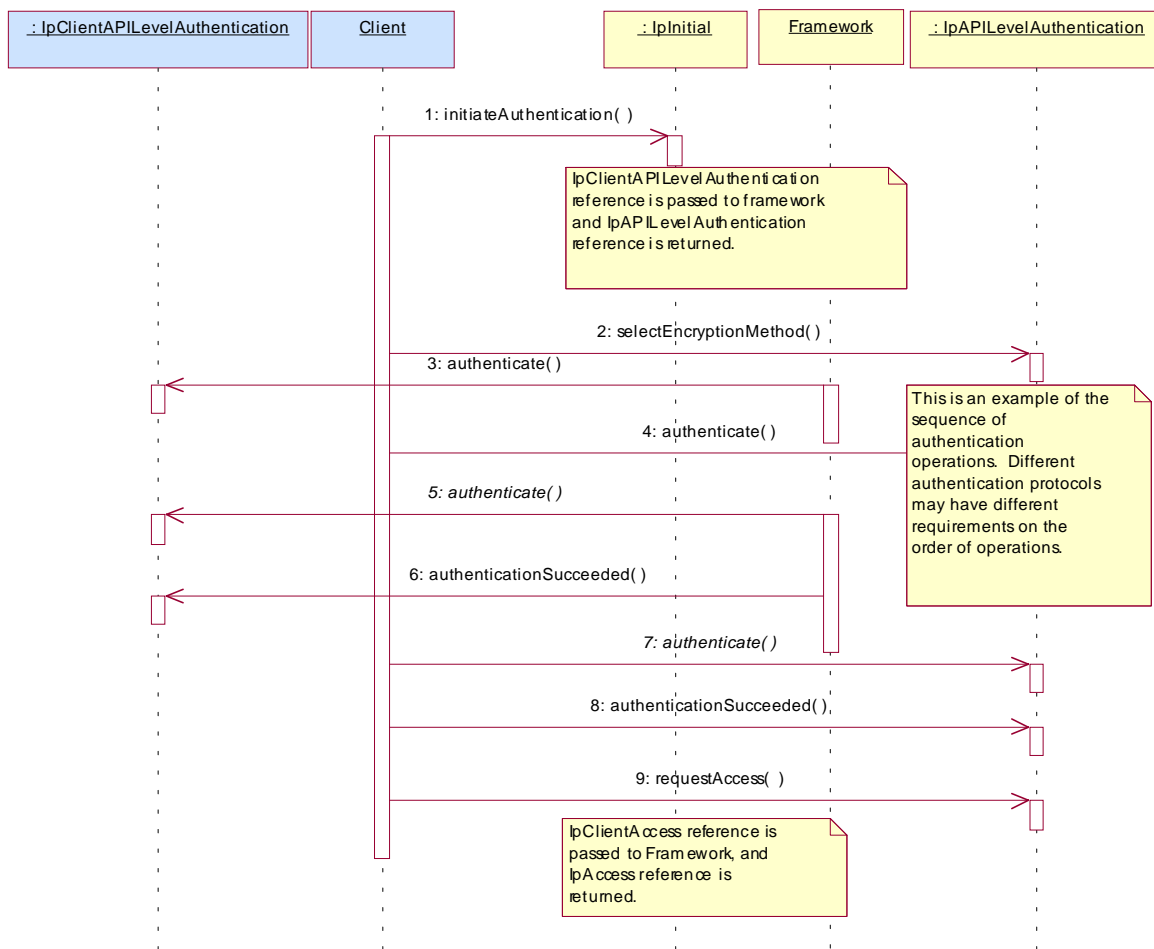 : IpClientAPILevelAuthentication
Client
: IpInitial
Framework
: IpAPILevelAuthentication
1: initiateAuthentication( )
IpClientAPILevelAuthentication
reference is passed to framework
and IpAPILevelAuthentication
reference is returned.
2: selectEncryptionMethod( )
3: authenticate( )
This is an example of the
sequence of
authentication
operations. Different
authentication protocols
may have different
requirements on the
order of operations.
4: authenticate( )
5: authenticate( )
6: authenticationSucceeded( )
7: authenticate( )
8: authenticationSucceeded( )
9: requestAccess( )
IpClientAccess reference is
passed to Framework, and
IpAccess reference is
returned.